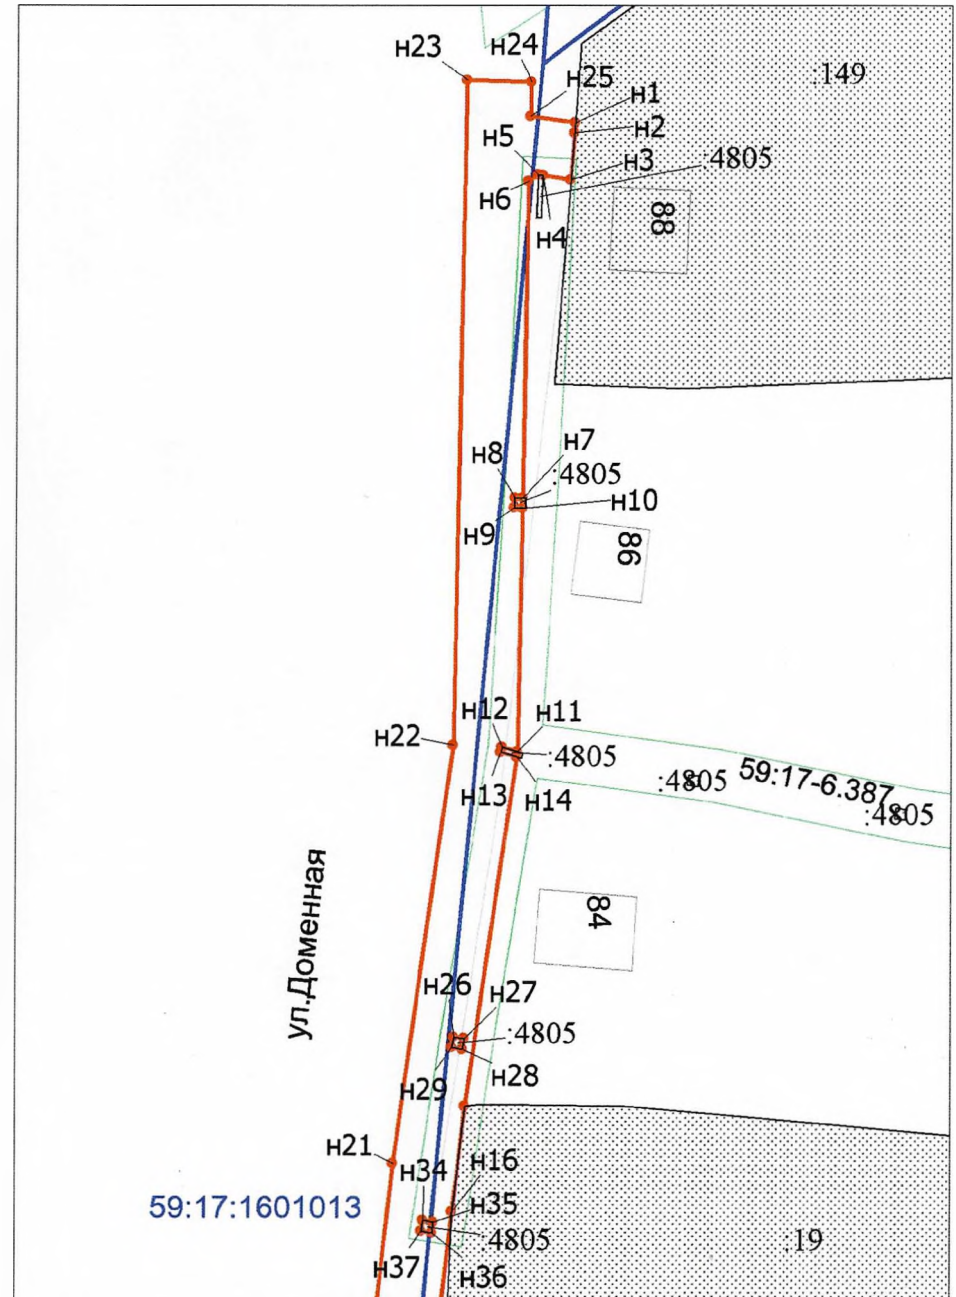 н24
н23
:149
н25
н1
н2
н5
н3
:4805
н6
88
н4
н7
н8
:4805
н10
н9
86
н12
н11
н22
:4805
59:17-6.387
:4805
н13
н14
:4805
84
ул.Доменная
н26
н27
:4805
н28
н29
н21
н34
н16
59:17:1601013
н35
:4805
:19
н37
н36